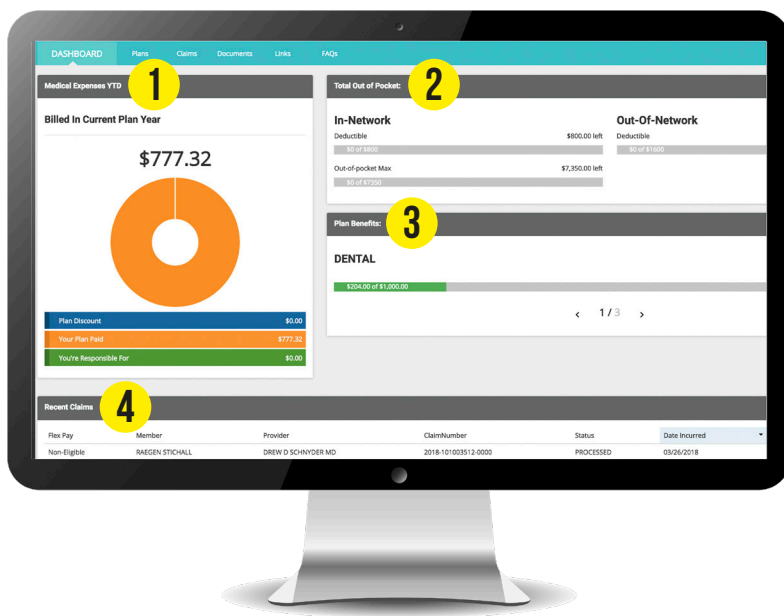 DASHBOARD Plans Claims Documents Links FAQs
Medical Expenses YTD 1
Billed In Current Plan Year
$777.32
Plan Discount $0.00
Your Plan Paid $777.32
You're Responsible For $0.00
Total Out of Pocket: 2
In-Network
Deductible $800.00 left
$0 of $800
Out-of-pocket Max $7,350.00 left
$0 of $7350
Out-Of-Network
Deductible
$0 of $1600
Plan Benefits: 3
DENTAL
$204.00 of $1,000.00
‹ 1 / 3 ›
Recent Claims 4
Flex Pay Member Provider ClaimNumber Status Date Incurred
Non-Eligible RAEGEN STICHALL DREW D SCHNYDER MD 2018-101003512-0000 PROCESSED 03/26/2018